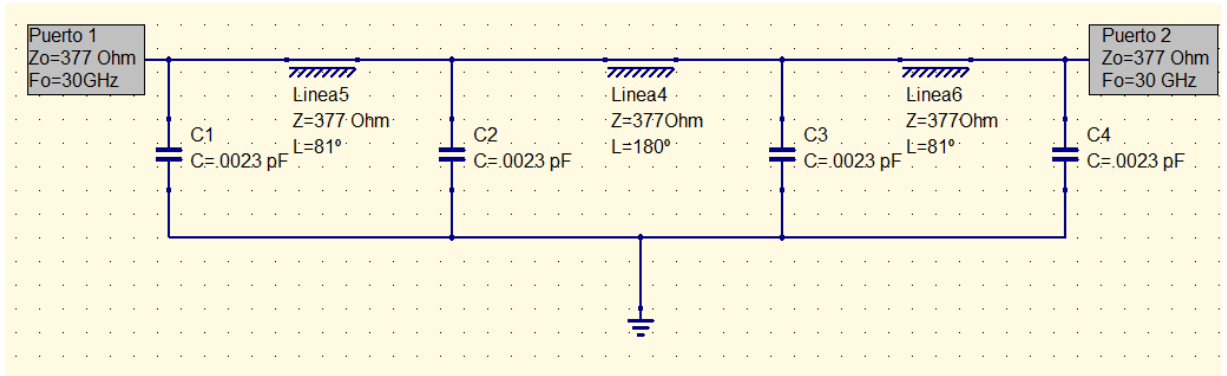 Puerto 1
Zo=377 Ohm
Fo=30GHz
Puerto 2
Zo=377 Ohm
Fo=30 GHz
Linea5
Z=377 Ohm
L=81º
Linea4
Z=377Ohm
L=180º
Linea6
Z=377Ohm
L=81º
C1
C=.0023 pF
C2
C=.0023 pF
C3
C=.0023 pF
C4
C=.0023 pF